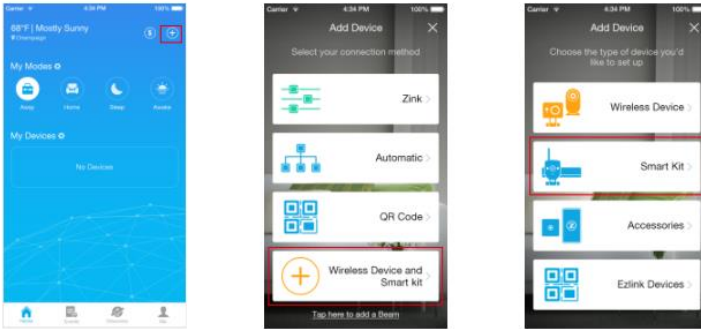 Carrier 4:34 PM 100%
68°F | Mostly Sunny
Champaign
My Modes
Away Home Sleep Awake
My Devices
No Devices
Home Events Discovery Me
Carrier 4:34 PM 100%
Add Device
Select your connection method
Zink
Automatic
QR Code
Wireless Device and
Smart kit
Tap here to add a Beam
Carrier 4:34 PM 100%
Add Device
Choose the type of device you'd
like to set up
Wireless Device
Smart Kit
Accessories
Ezlink Devices